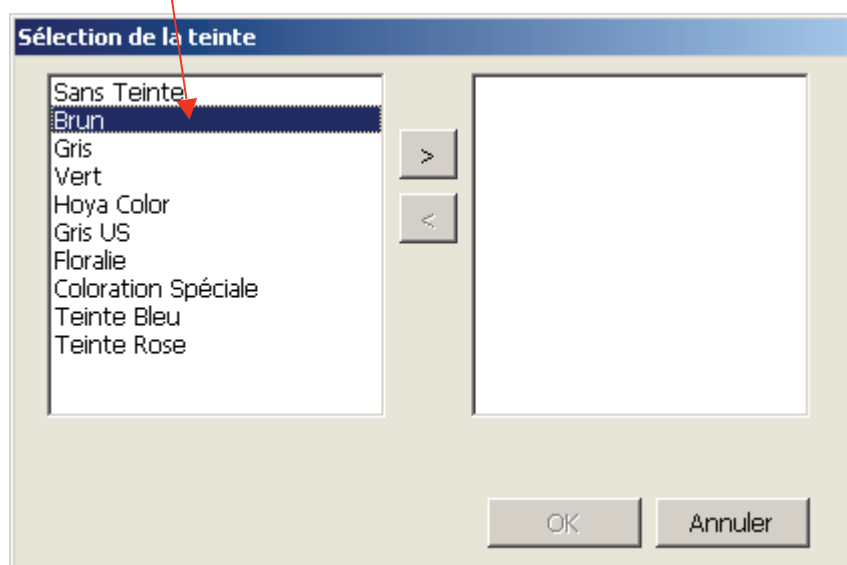 Sélection de la teinte
Sans Teinte
Brun
Gris
Vert
Hoya Color
Gris US
Floralie
Coloration Spéciale
Teinte Bleu
Teinte Rose
>
<
OK
Annuler